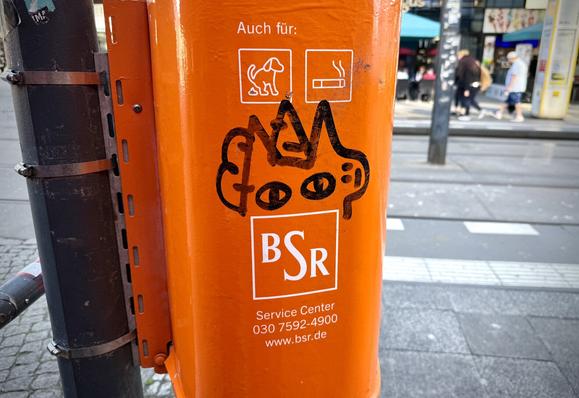 Auch für:
BSR
Service Center
030 7592-4900
www.bsr.de